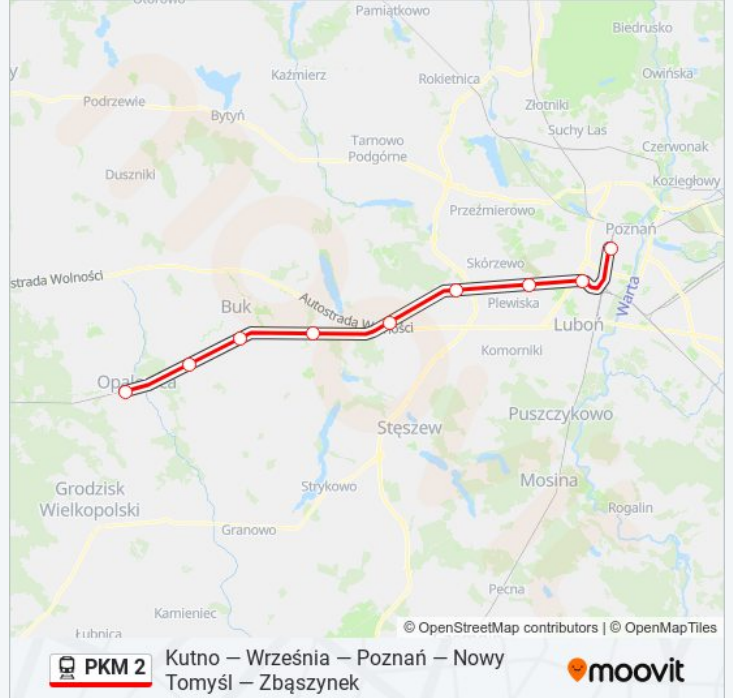 Otorowo
Pamiątkowo
Biedrusko
Kaźmierz
Rokietnica
Owińska
Podrzewie
Bytyń
Złotniki
Suchy Las
Tarnowo
Podgórne
Czerwonak
Duszniki
Koziegłowy
Przeźmierowo
Poznań
Skórzewo
strada Wolności
Warta
Buk
Autostrada Wolności
Plewiska
Luboń
Komorniki
Opalenica
Puszczykowo
Stęszew
Mosina
Grodzisk
Wielkopolski
Strykowo
Rogalin
Granowo
Pecna
Kamieniec
Łubnica
© OpenStreetMap contributors | © OpenMapTiles
PKM 2
Kutno — Września — Poznań — Nowy
Tomyśl — Zbąszynek
moovit